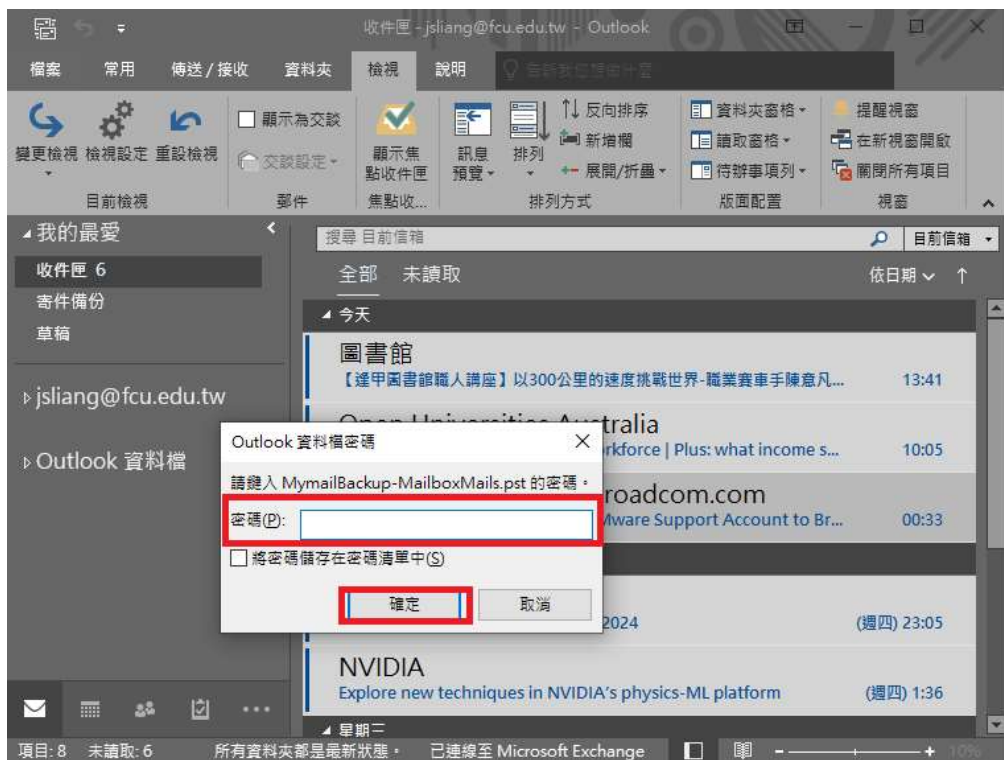 收件匣 - jsliang@fcu.edu.tw - Outlook
檔案 常用 傳送 / 接收 資料夾 檢視 說明 告訴我您想做什麼
變更檢視 檢視設定 重設檢視
目前檢視
顯示為交談
交談設定
郵件
顯示焦點收件匣
焦點收...
訊息預覽
排列
反向排序
新增欄
展開/折疊
排列方式
資料夾窗格
讀取窗格
待辦事項列
版面配置
提醒視窗
在新視窗開啟
關閉所有項目
視窗
我的最愛
收件匣 6
寄件備份
草稿
jsliang@fcu.edu.tw
Outlook 資料檔
搜尋 目前信箱 目前信箱
全部 未讀取 依日期
今天
圖書館
【逢甲圖書館職人講座】以300公里的速度挑戰世界-職業賽車手陳意凡... 13:41
Open Universities Australia
rkforce | Plus: what income s... 10:05
roadcom.com
Mware Support Account to Br... 00:33
2024 (週四) 23:05
NVIDIA
Explore new techniques in NVIDIA's physics-ML platform (週四) 1:36
星期三
Outlook 資料檔密碼
請鍵入 MymailBackup-MailboxMails.pst 的密碼。
密碼(P):
將密碼儲存在密碼清單中(S)
確定 取消
項目: 8 未讀取: 6 所有資料夾都是最新狀態。 已連線至 Microsoft Exchange 10%